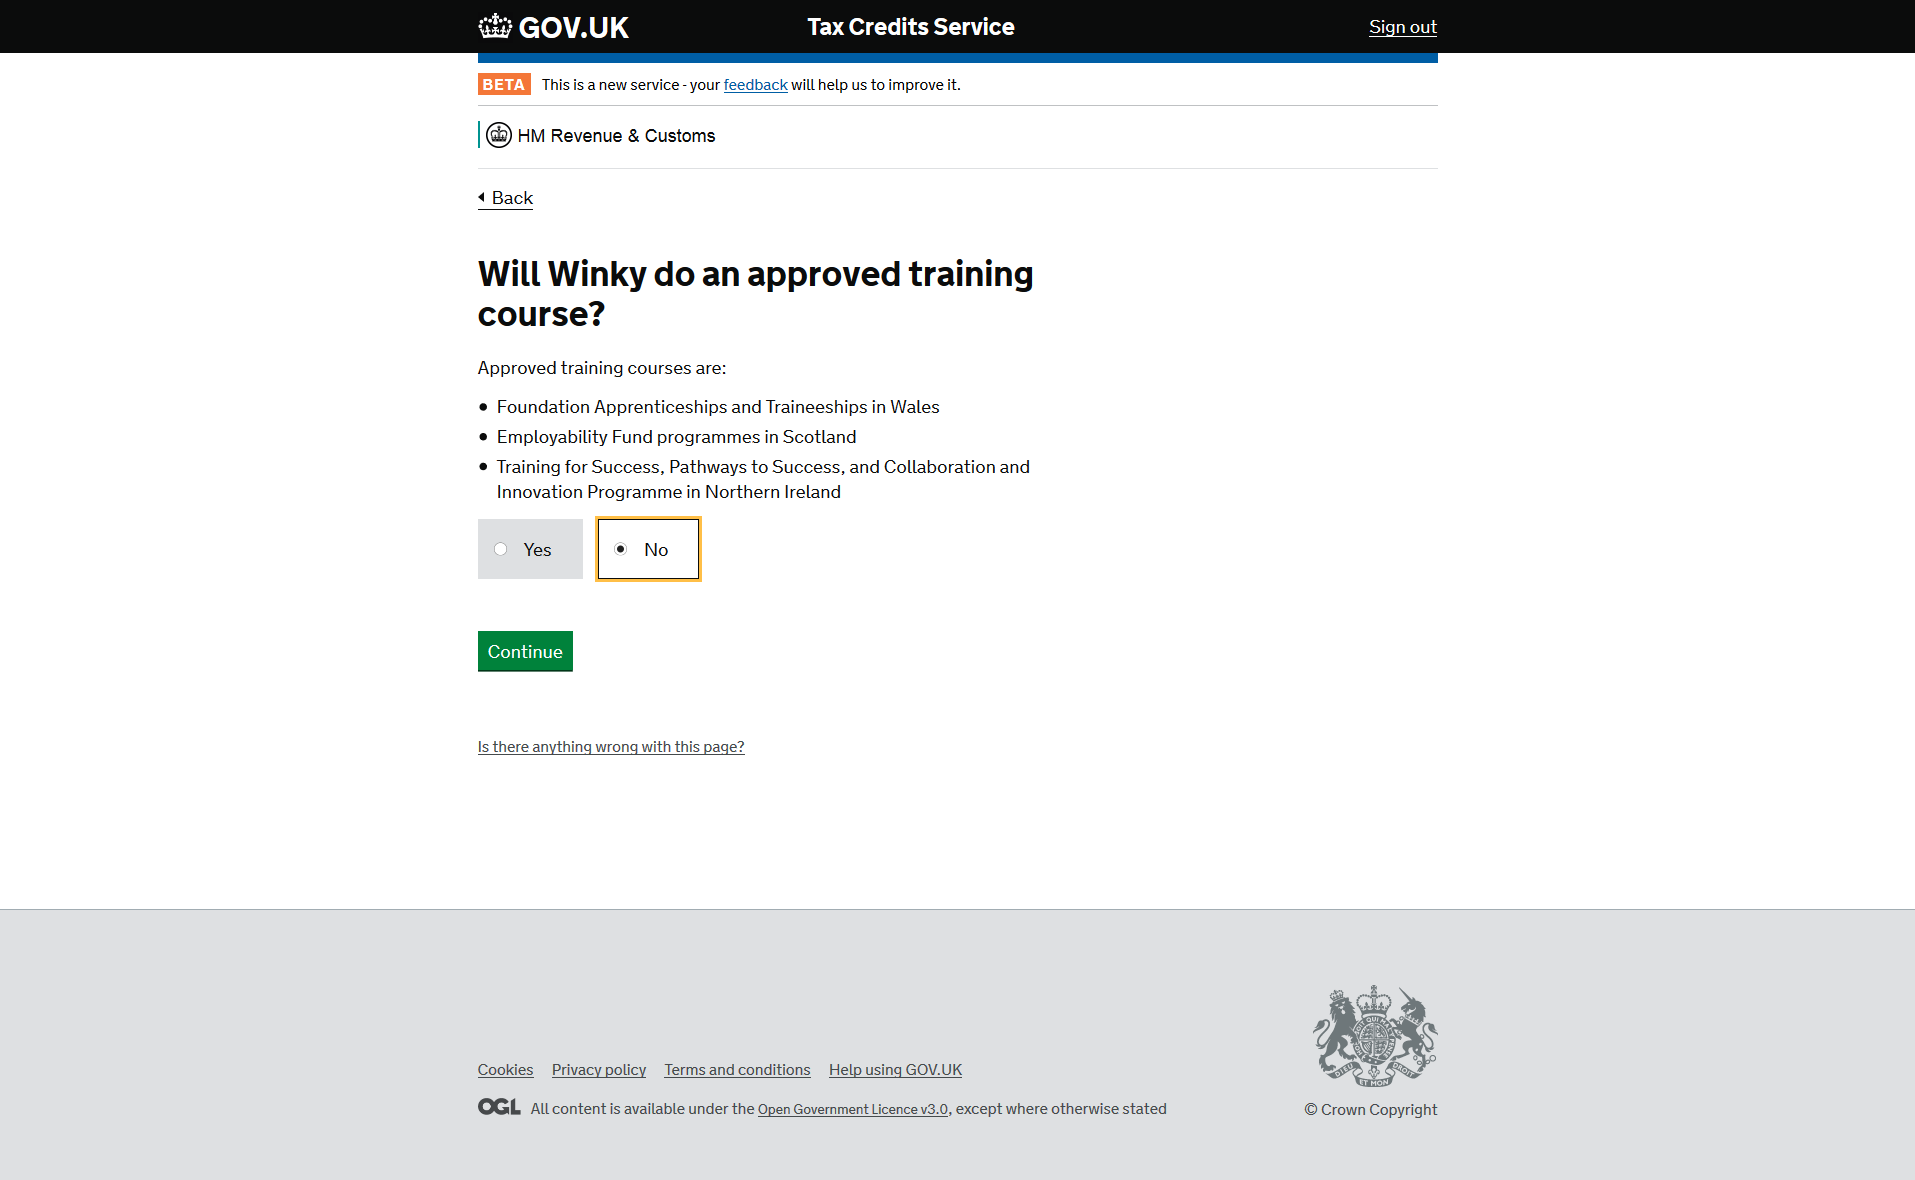 GOV.UK
Tax Credits Service
Sign out
BETA
This is a new service - your feedback will help us to improve it.
HM Revenue & Customs
Back
Will Winky do an approved training
course?
Approved training courses are:
Foundation Apprenticeships and Traineeships in Wales
Employability Fund programmes in Scotland
Training for Success, Pathways to Success, and Collaboration and
Innovation Programme in Northern Ireland
Yes
No
Continue
Is there anything wrong with this page?
Cookies
Privacy policy
Terms and conditions
Help using GOV.UK
OGL
All content is available under the Open Government Licence v3.0, except where otherwise stated
DIEU
ET MON
DROIT
© Crown Copyright